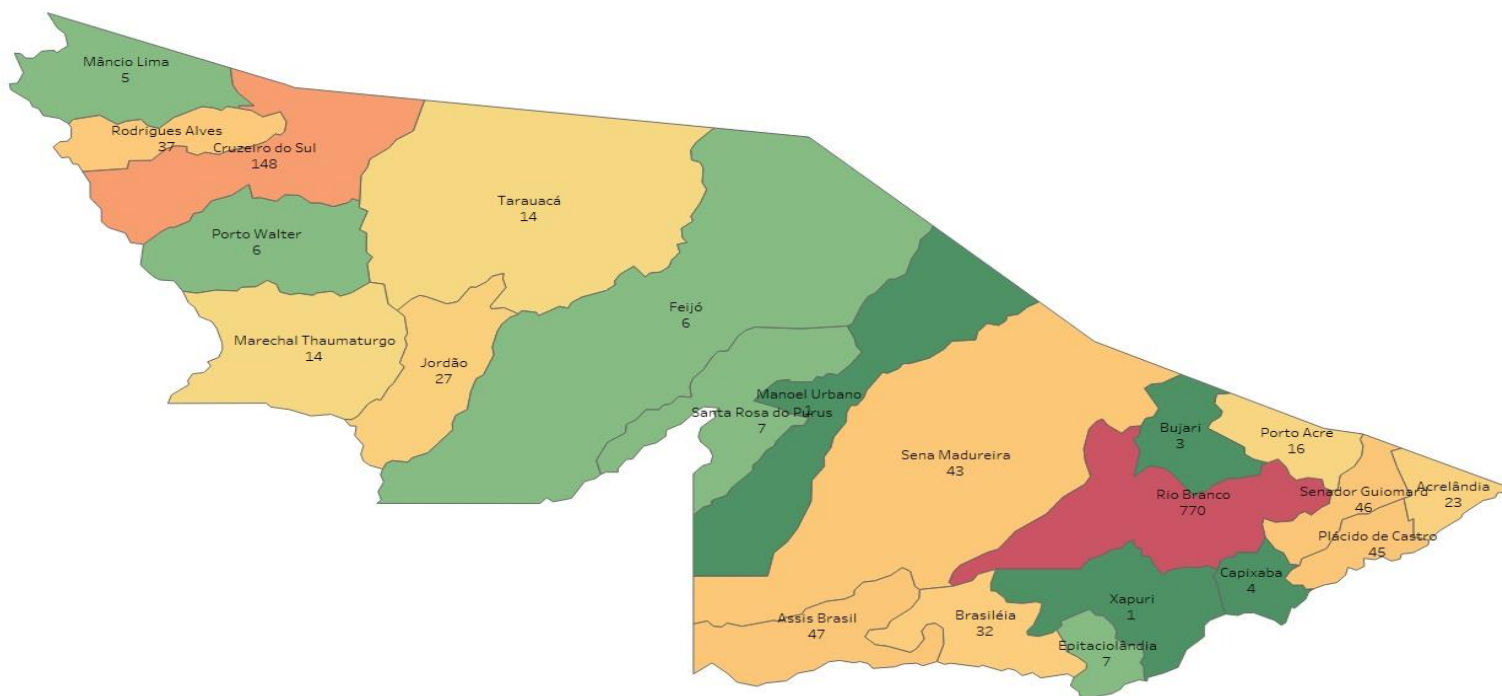 Mâncio Lima
5
Rodrigues Alves
37
Cruzeiro do Sul
148
Tarauacá
14
Porto Walter
6
Feijó
6
Marechal Thaumaturgo
14
Jordão
27
Manoel Urbano
1
Santa Rosa do Purus
7
Sena Madureira
43
Bujari
3
Porto Acre
16
Rio Branco
770
Senador Guiomard
46
Acrelândia
23
Plácido de Castro
45
Capixaba
4
Xapuri
1
Assis Brasil
47
Brasiléia
32
Epitaciolândia
7